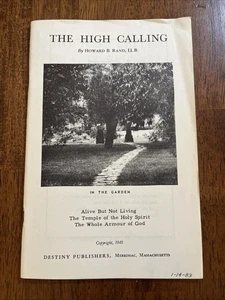 THE HIGH CALLING
By HOWARD B. RAND, LL.B.
IN THE GARDEN
Alive But Not Living
The Temple of the Holy Spirit
The Whole Armour of God
Copyright, 1946
DESTINY PUBLISHERS, MERRIMAC, MASSACHUSETTS